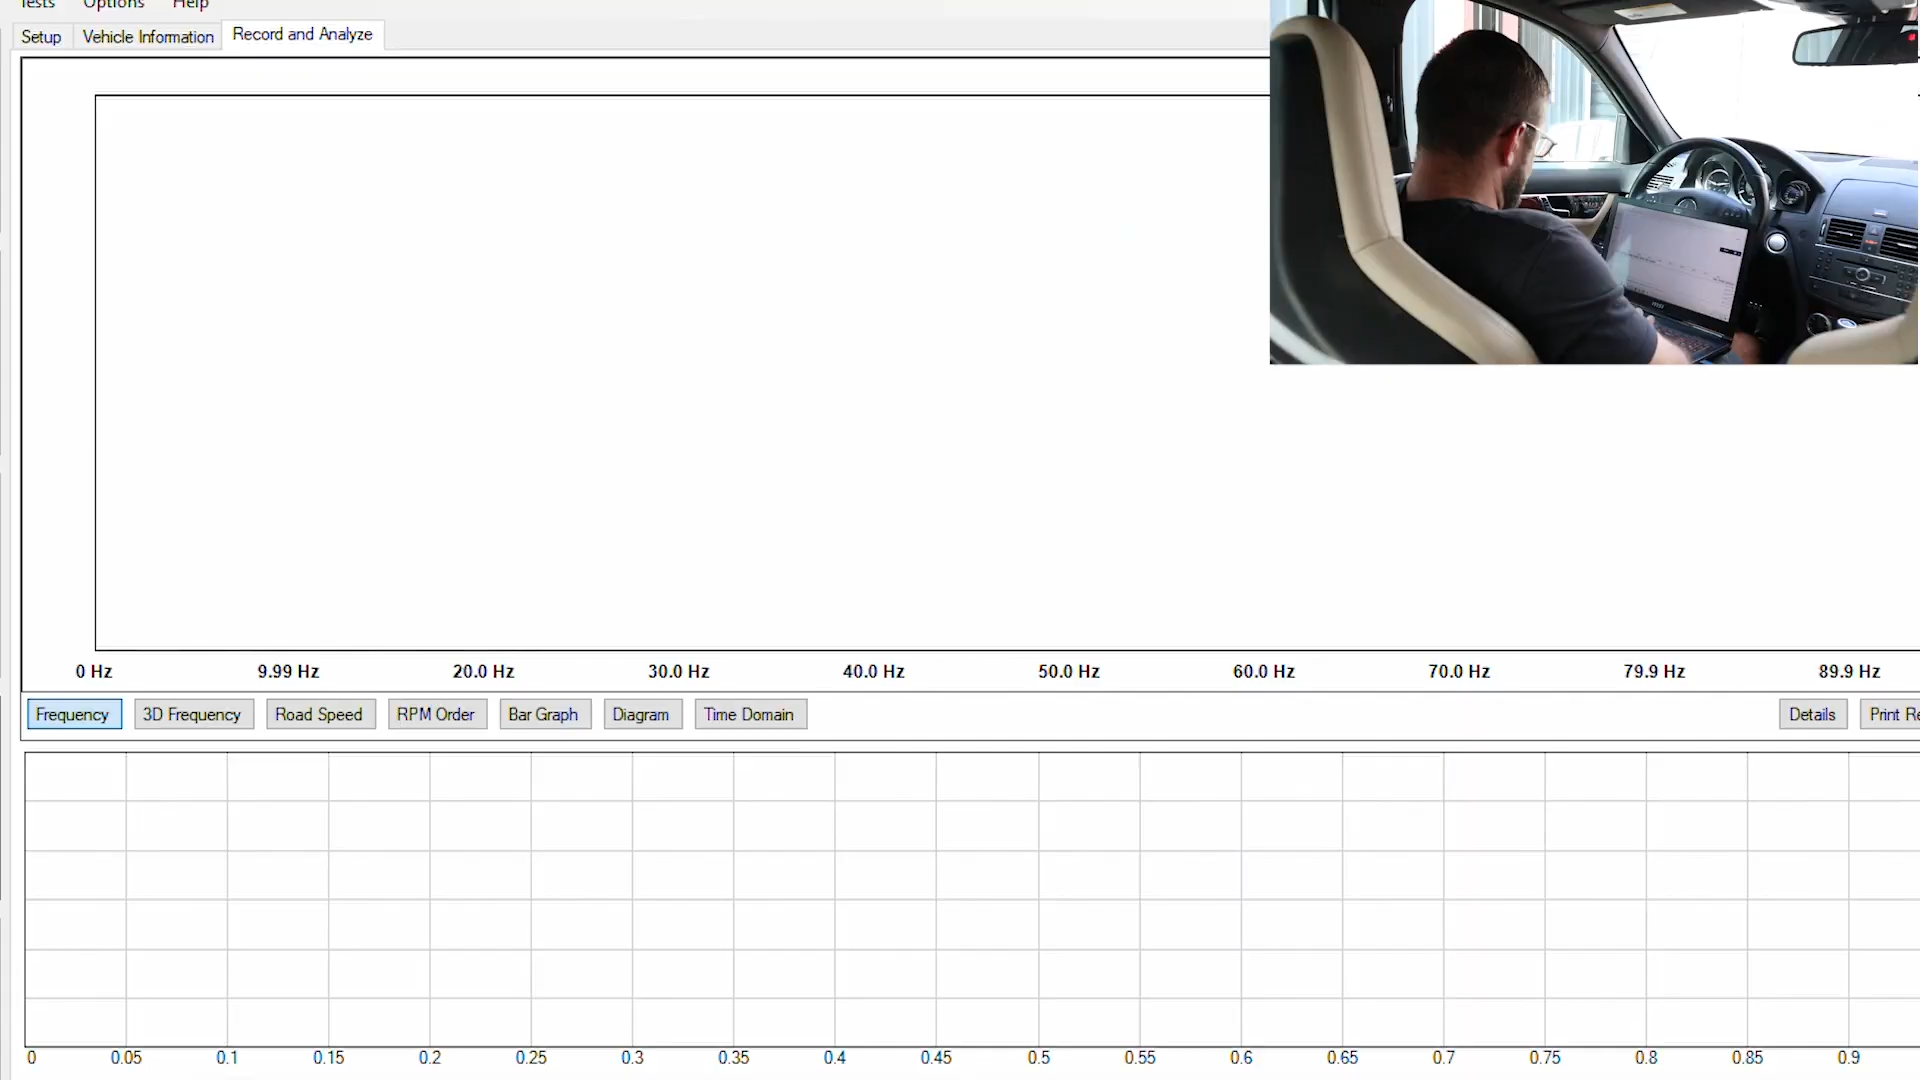 Tests Options Help
Setup Vehicle Information Record and Analyze
0 Hz 9.99 Hz 20.0 Hz 30.0 Hz 40.0 Hz 50.0 Hz 60.0 Hz 70.0 Hz 79.9 Hz 89.9 Hz
Frequency 3D Frequency Road Speed RPM Order Bar Graph Diagram Time Domain Details Print Re
0 0.05 0.1 0.15 0.2 0.25 0.3 0.35 0.4 0.45 0.5 0.55 0.6 0.65 0.7 0.75 0.8 0.85 0.9